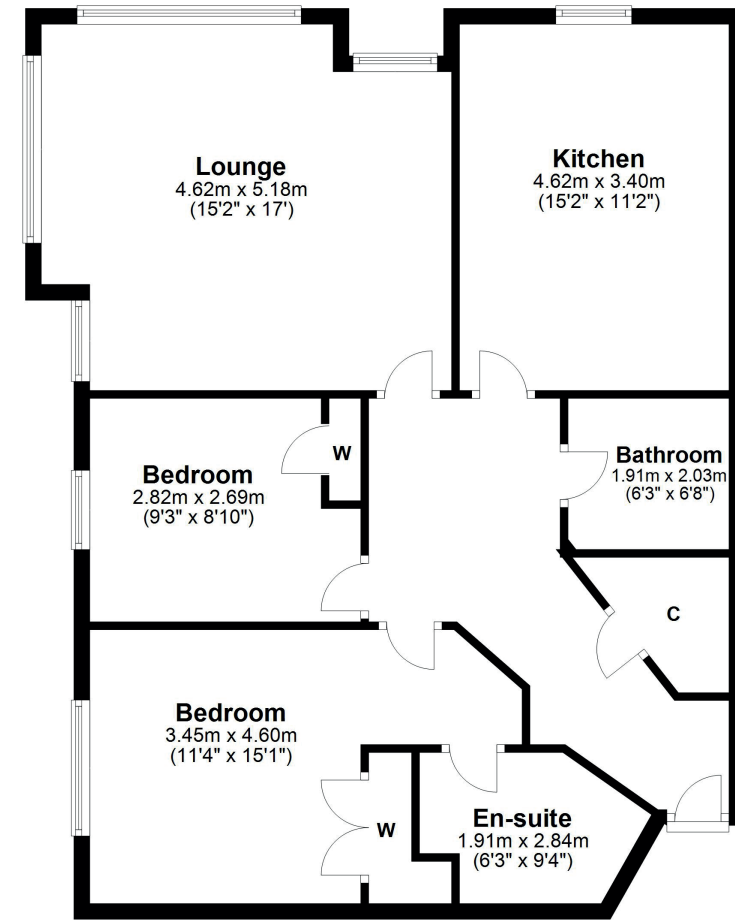 Lounge
4.62m x 5.18m
(15'2" x 17')
Kitchen
4.62m x 3.40m
(15'2" x 11'2")
W
Bedroom
2.82m x 2.69m
(9'3" x 8'10")
Bathroom
1.91m x 2.03m
(6'3" x 6'8")
C
Bedroom
3.45m x 4.60m
(11'4" x 15'1")
W
En-suite
1.91m x 2.84m
(6'3" x 9'4")